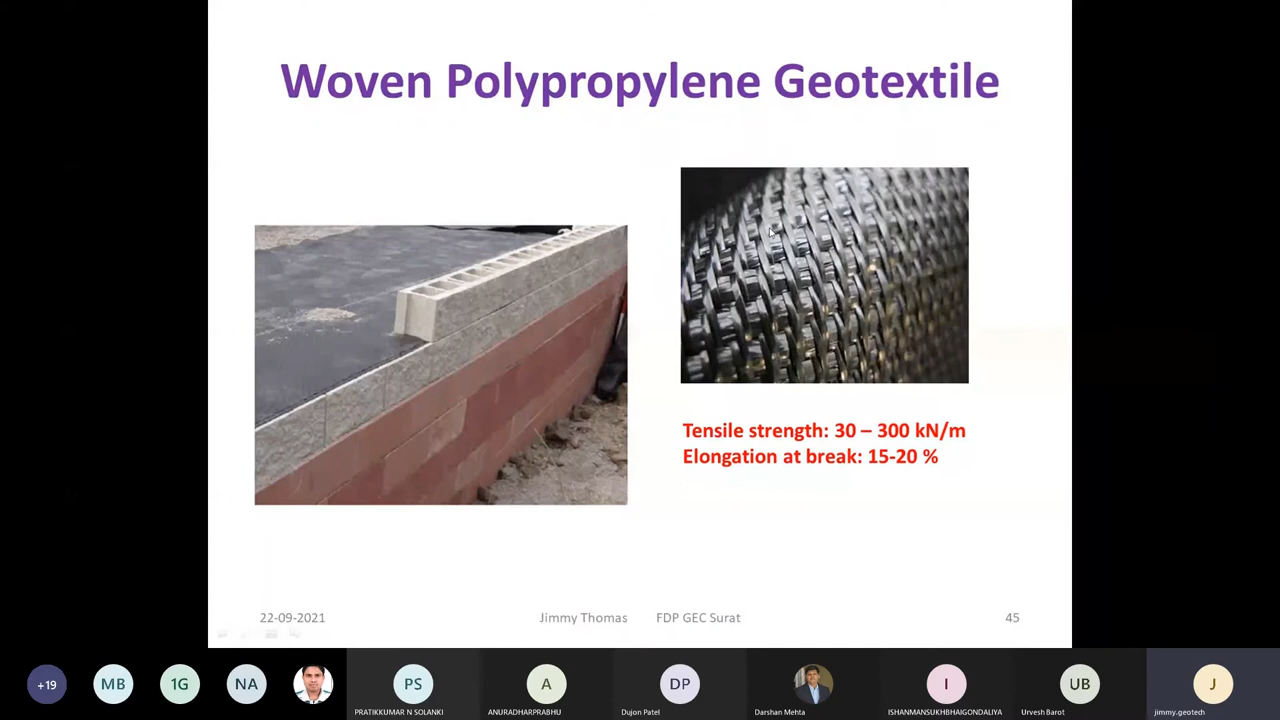 Woven Polypropylene Geotextile
Tensile strength: 30 – 300 kN/m
Elongation at break: 15-20 %
22-09-2021
Jimmy Thomas FDP GEC Surat
45
+19
MB
1G
NA
PS
PRATIKKUMAR N SOLANKI
A
ANURADHARPRABHU
DP
Dujon Patel
Darshan Mehta
I
ISHANMANSUKHBHAIGONDALIYA
UB
Urvesh Barot
J
jimmy.geotech